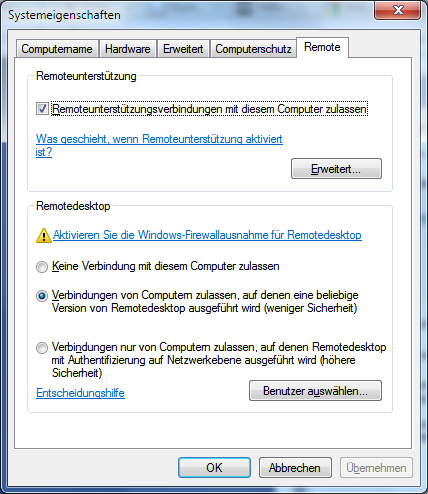 Systemeigenschaften
Computername
Hardware
Erweitert
Computerschutz
Remote
Remoteunterstützung
Remoteunterstützungsverbindungen mit diesem Computer zulassen
Was geschieht, wenn Remoteunterstützung aktiviert
ist?
Erweitert...
Remotedesktop
Aktivieren Sie die Windows-Firewallausnahme für Remotedesktop
Keine Verbindung mit diesem Computer zulassen
Verbindungen von Computern zulassen, auf denen eine beliebige
Version von Remotedesktop ausgeführt wird (weniger Sicherheit)
Verbindungen nur von Computern zulassen, auf denen Remotedesktop
mit Authentifizierung auf Netzwerkebene ausgeführt wird (höhere
Sicherheit)
Entscheidungshilfe
Benutzer auswählen...
OK
Abbrechen
Übernehmen